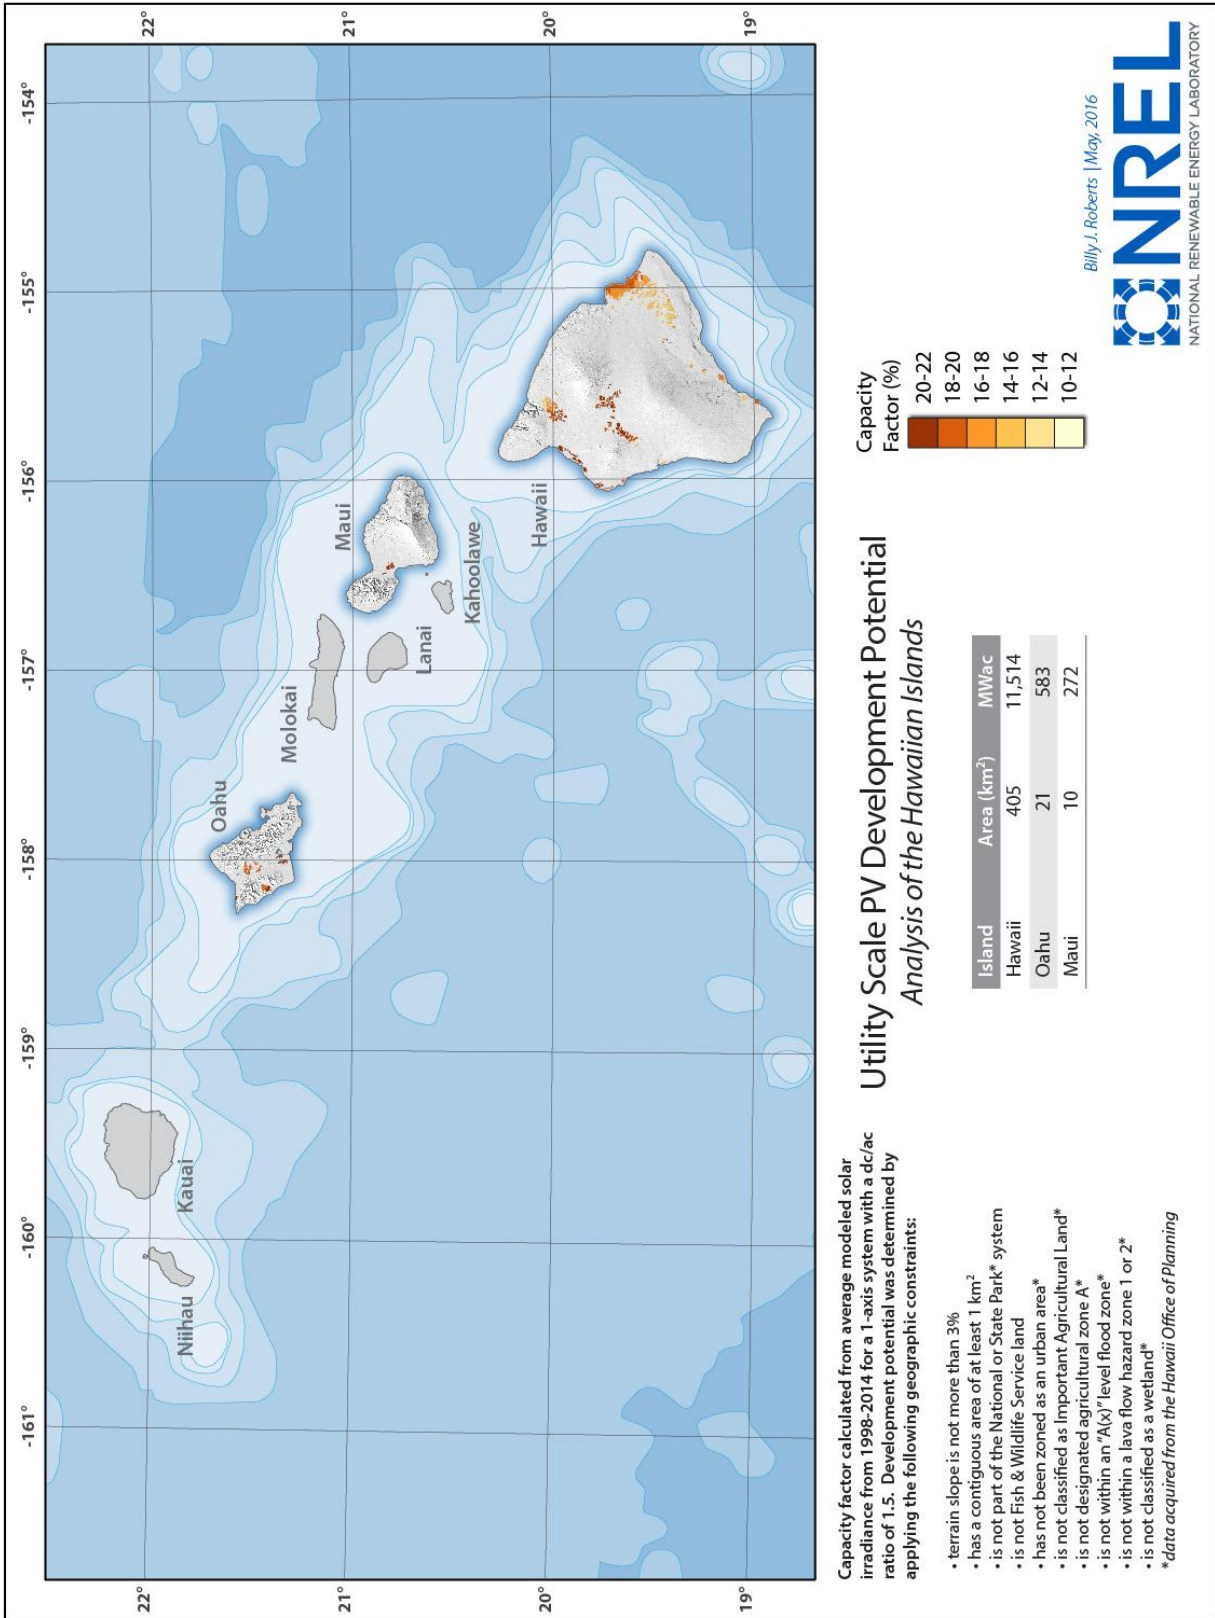 -161°
-160°
-159°
-158°
-157°
-156°
-155°
-154°
22°
22°
21°
21°
20°
20°
19°
19°
Niihau
Kauai
Oahu
Molokai
Lanai
Maui
Kahoolawe
Hawaii
Capacity factor calculated from average modeled solar
irradiance from 1998-2014 for a 1-axis system with a dc/ac
ratio of 1.5. Development potential was determined by
applying the following geographic constraints:
• terrain slope is not more than 3%
• has a contiguous area of at least 1 km²
• is not part of the National or State Park* system
• is not Fish & Wildlife Service land
• has not been zoned as an urban area*
• is not classified as Important Agricultural Land*
• is not designated agricultural zone A*
• is not within an "A(x)" level flood zone*
• is not within a lava flow hazard zone 1 or 2*
• is not classified as a wetland*
*data acquired from the Hawaii Office of Planning
Utility Scale PV Development Potential
Analysis of the Hawaiian Islands
Island Area (km²) MWac
Hawaii 405 11,514
Oahu 21 583
Maui 10 272
Capacity
Factor (%)
20-22
18-20
16-18
14-16
12-14
10-12
Billy J. Roberts | May, 2016
NREL
NATIONAL RENEWABLE ENERGY LABORATORY